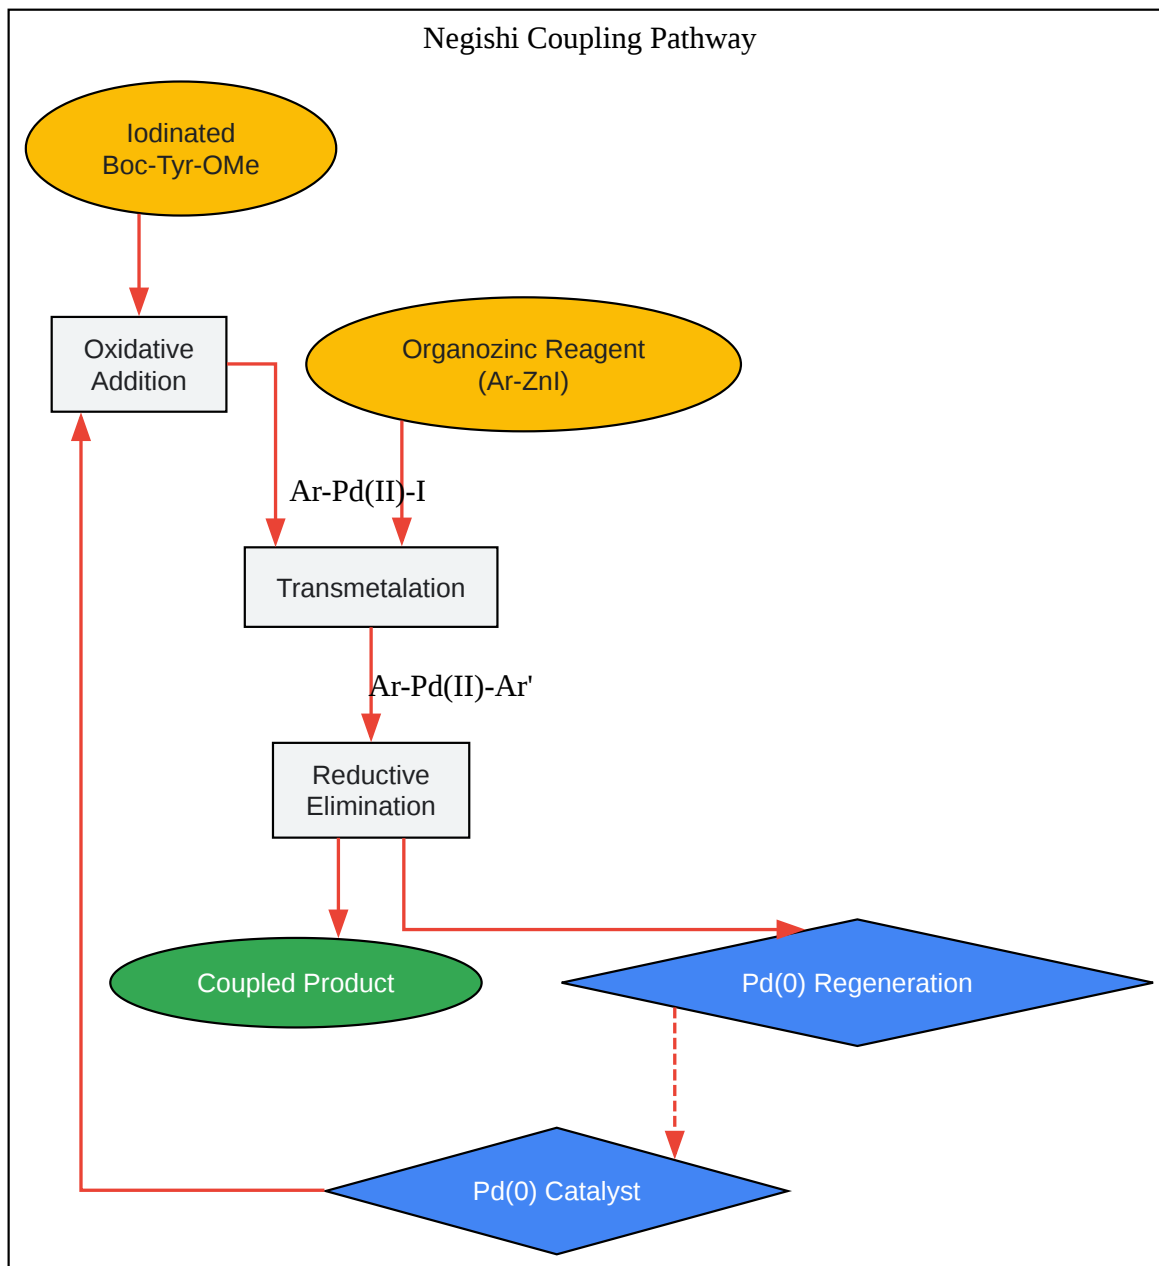 Negishi Coupling Pathway
Iodinated
Boc-Tyr-OMe
Oxidative
Addition
Organozinc Reagent
(Ar-ZnI)
Ar-Pd(II)-I
Transmetalation
Ar-Pd(II)-Ar'
Reductive
Elimination
Coupled Product
Pd(0) Regeneration
Pd(0) Catalyst